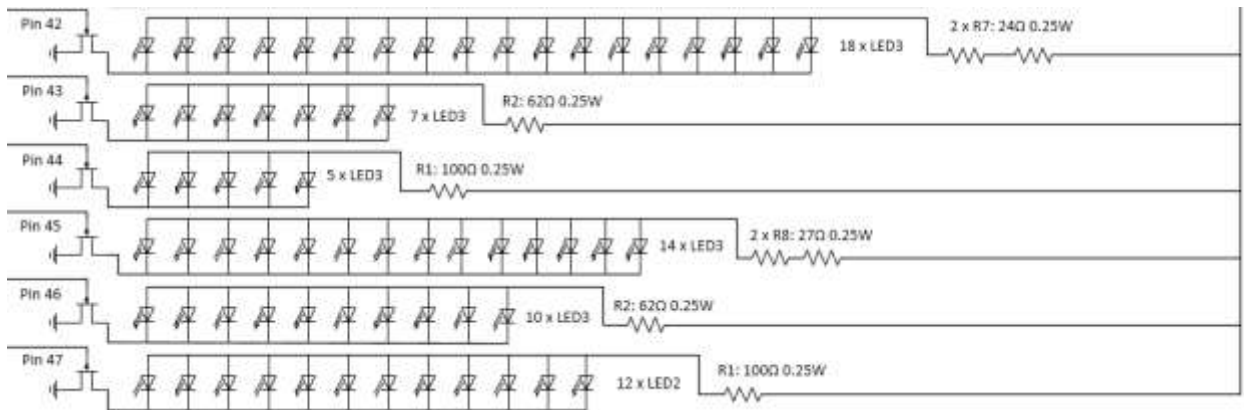 Pin 42
18 x LED3
2 x R7: 24Ω 0.25W
Pin 43
7 x LED3
R2: 62Ω 0.25W
Pin 44
5 x LED3
R1: 100Ω 0.25W
Pin 45
14 x LED3
2 x R8: 27Ω 0.25W
Pin 46
10 x LED3
R2: 62Ω 0.25W
Pin 47
12 x LED2
R1: 100Ω 0.25W